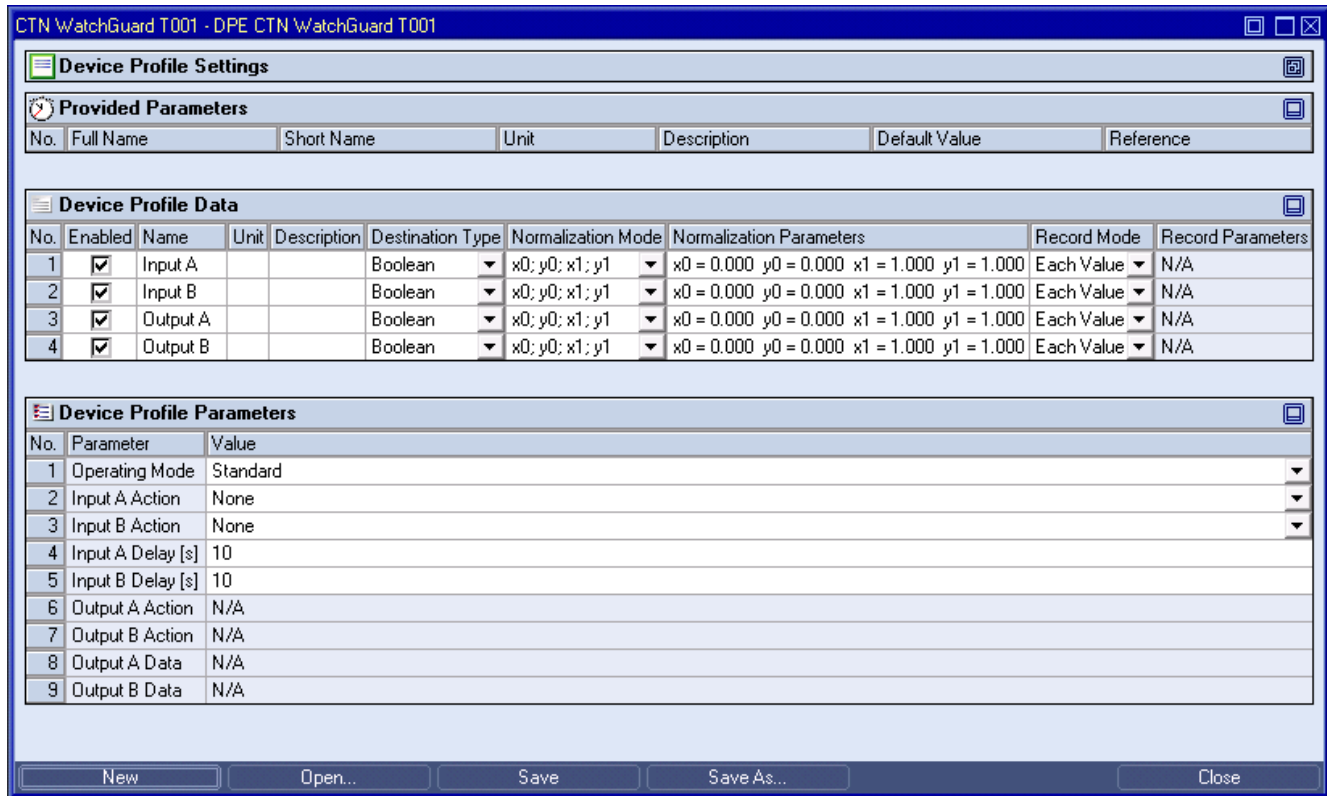 CTN WatchGuard T001 - DPE CTN WatchGuard T001
Device Profile Settings
Provided Parameters
No. Full Name Short Name Unit Description Default Value Reference
Device Profile Data
No. Enabled Name Unit Description Destination Type Normalization Mode Normalization Parameters Record Mode Record Parameters
1 Input A Boolean x0; y0; x1; y1 x0 = 0.000 y0 = 0.000 x1 = 1.000 y1 = 1.000 Each Value N/A
2 Input B Boolean x0; y0; x1; y1 x0 = 0.000 y0 = 0.000 x1 = 1.000 y1 = 1.000 Each Value N/A
3 Output A Boolean x0; y0; x1; y1 x0 = 0.000 y0 = 0.000 x1 = 1.000 y1 = 1.000 Each Value N/A
4 Output B Boolean x0; y0; x1; y1 x0 = 0.000 y0 = 0.000 x1 = 1.000 y1 = 1.000 Each Value N/A
Device Profile Parameters
No. Parameter Value
1 Operating Mode Standard
2 Input A Action None
3 Input B Action None
4 Input A Delay [s] 10
5 Input B Delay [s] 10
6 Output A Action N/A
7 Output B Action N/A
8 Output A Data N/A
9 Output B Data N/A
New Open... Save Save As... Close